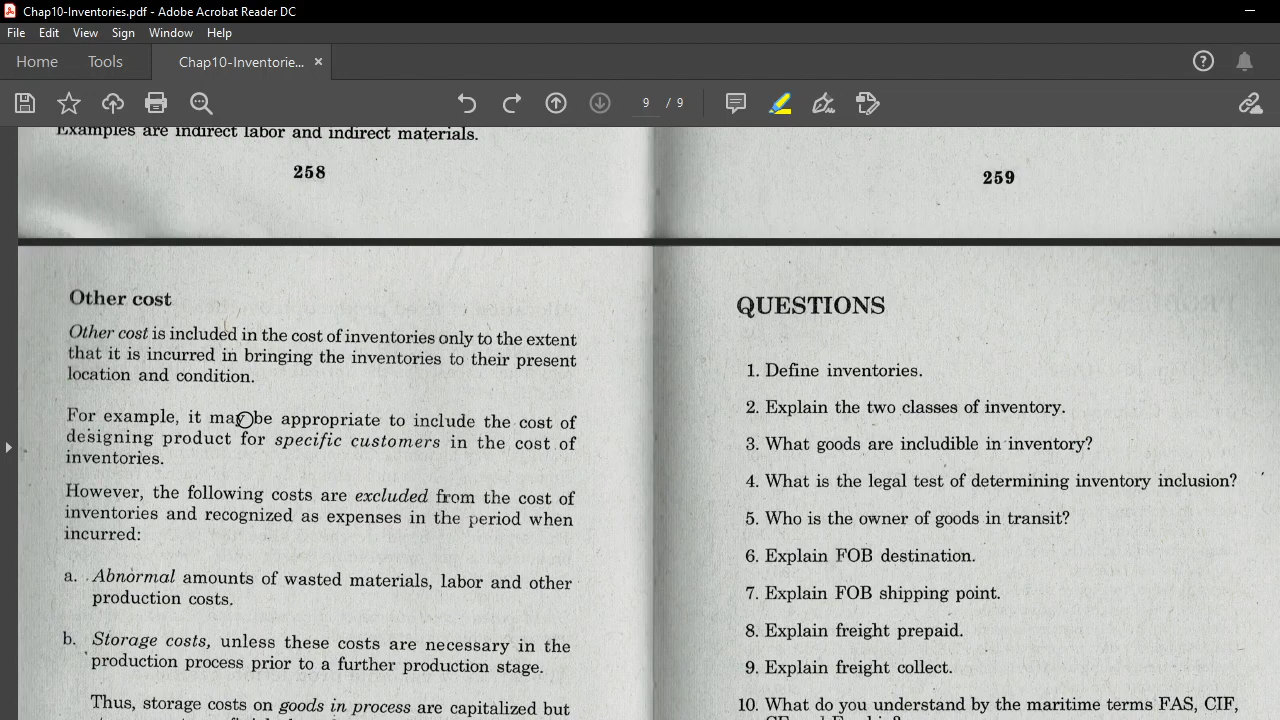 Chap10-Inventories.pdf - Adobe Acrobat Reader DC
File Edit View Sign Window Help
Home Tools Chap10-Inventorie... ×
9 / 9
Examples are indirect labor and indirect materials.
258
259
Other cost
Other cost is included in the cost of inventories only to the extent
that it is incurred in bringing the inventories to their present
location and condition.
For example, it may be appropriate to include the cost of
designing product for specific customers in the cost of
inventories.
However, the following costs are excluded from the cost of
inventories and recognized as expenses in the period when
incurred:
a. Abnormal amounts of wasted materials, labor and other
production costs.
b. Storage costs, unless these costs are necessary in the
production process prior to a further production stage.
Thus, storage costs on goods in process are capitalized but
QUESTIONS
1. Define inventories.
2. Explain the two classes of inventory.
3. What goods are includible in inventory?
4. What is the legal test of determining inventory inclusion?
5. Who is the owner of goods in transit?
6. Explain FOB destination.
7. Explain FOB shipping point.
8. Explain freight prepaid.
9. Explain freight collect.
10. What do you understand by the maritime terms FAS, CIF,